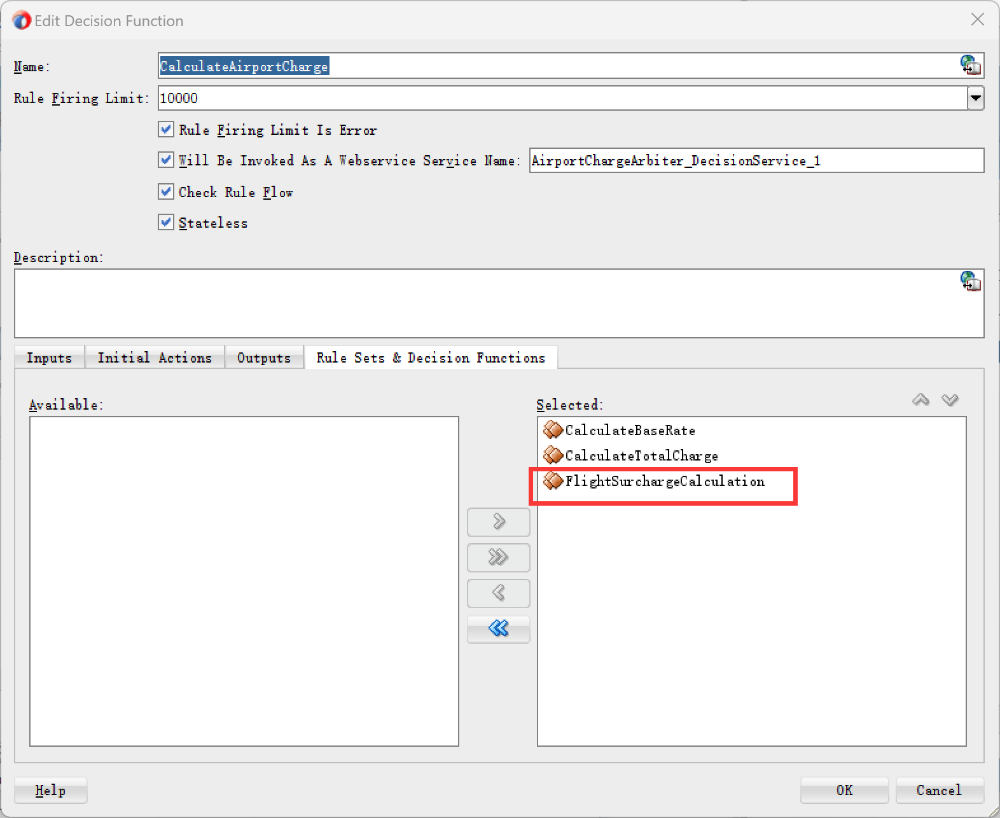 Edit Decision Function
Name: CalculateAirportCharge
Rule Firing Limit: 10000
Rule Firing Limit Is Error
Will Be Invoked As A Webservice Service Name: AirportChargeArbiter_DecisionService_1
Check Rule Flow
Stateless
Description:
Inputs Initial Actions Outputs Rule Sets & Decision Functions
Available:
Selected:
CalculateBaseRate
CalculateTotalCharge
FlightSurchargeCalculation
Help OK Cancel